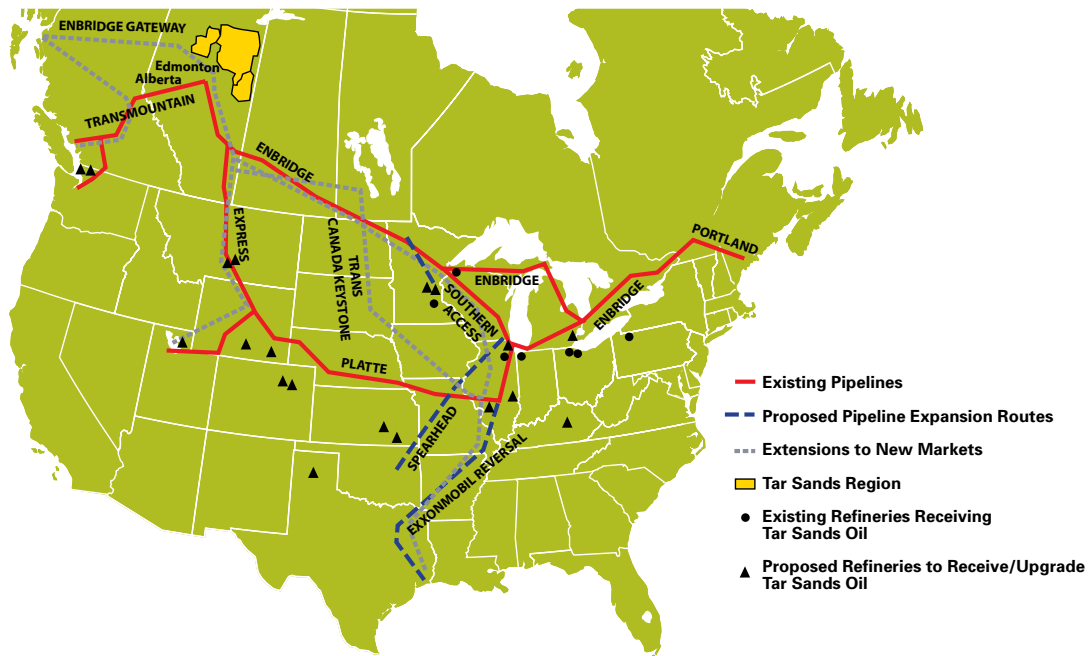 ENBRIDGE GATEWAY
Edmonton
Alberta
TRANSMOUNTAIN
ENBRIDGE
EXPRESS
TRANS
CANADA KEYSTONE
PORTLAND
ENBRIDGE
ENBRIDGE
SOUTHERN
ACCESS
PLATTE
SPEARHEAD
EXXONMOBIL REVERSAL
Existing Pipelines
Proposed Pipeline Expansion Routes
Extensions to New Markets
Tar Sands Region
Existing Refineries Receiving
Tar Sands Oil
Proposed Refineries to Receive/Upgrade
Tar Sands Oil